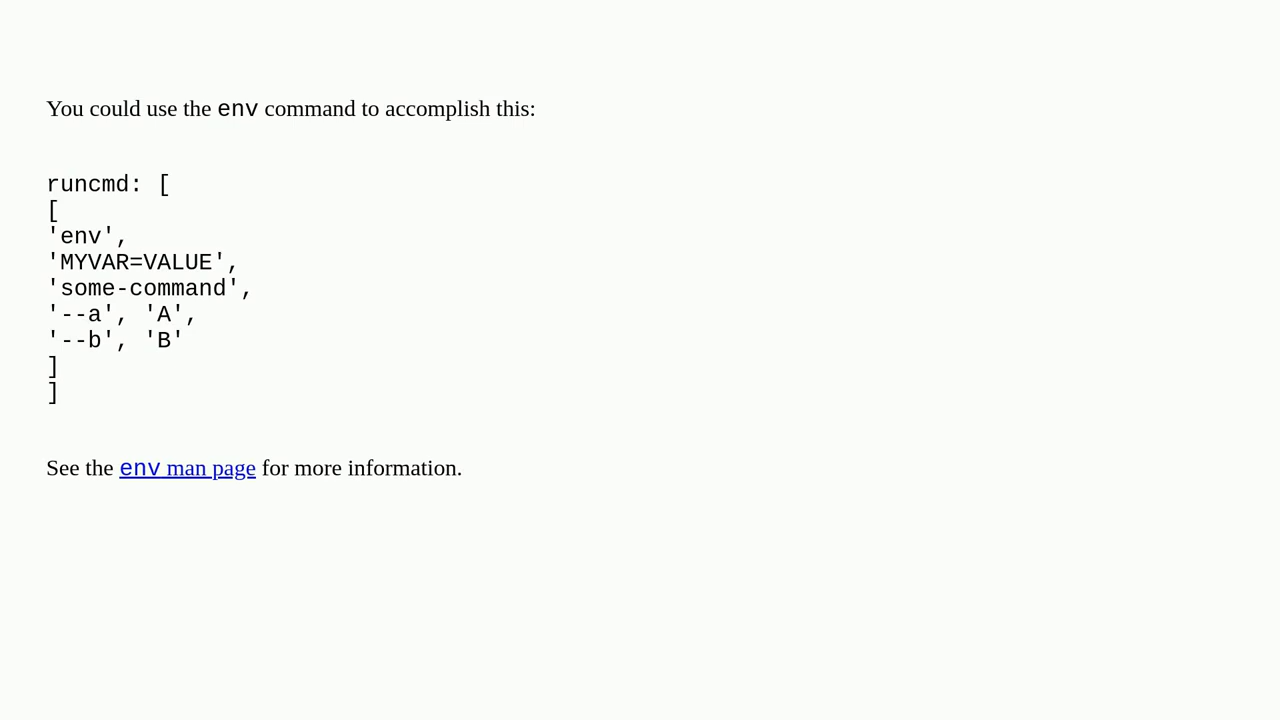 You could use the env command to accomplish this:
runcmd: [
[
'env',
'MYVAR=VALUE',
'some-command',
'--a', 'A',
'--b', 'B'
]
]
See the env man page for more information.